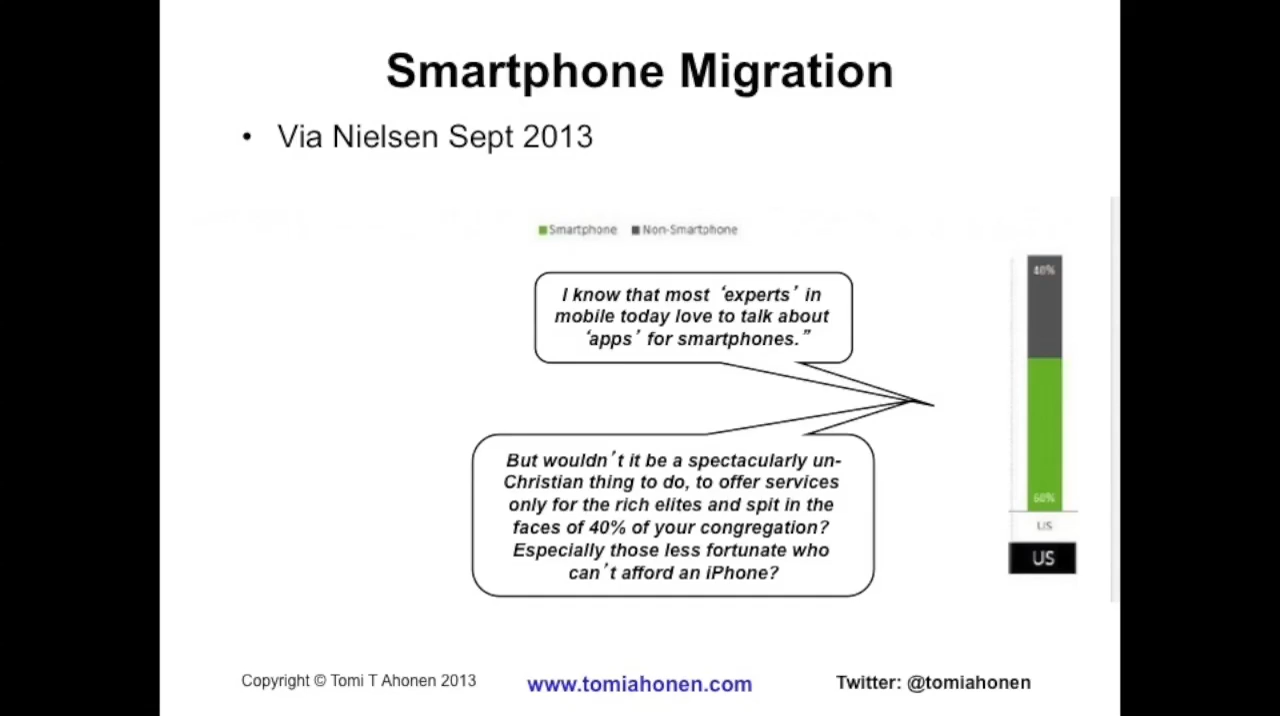 Smartphone Migration
• Via Nielsen Sept 2013
Smartphone Non-Smartphone
I know that most ‘experts’ in
mobile today love to talk about
‘apps’ for smartphones.”
But wouldn’t it be a spectacularly un-
Christian thing to do, to offer services
only for the rich elites and spit in the
faces of 40% of your congregation?
Especially those less fortunate who
can’t afford an iPhone?
40%
60%
US
US
Copyright © Tomi T Ahonen 2013
www.tomiahonen.com
Twitter: @tomiahonen